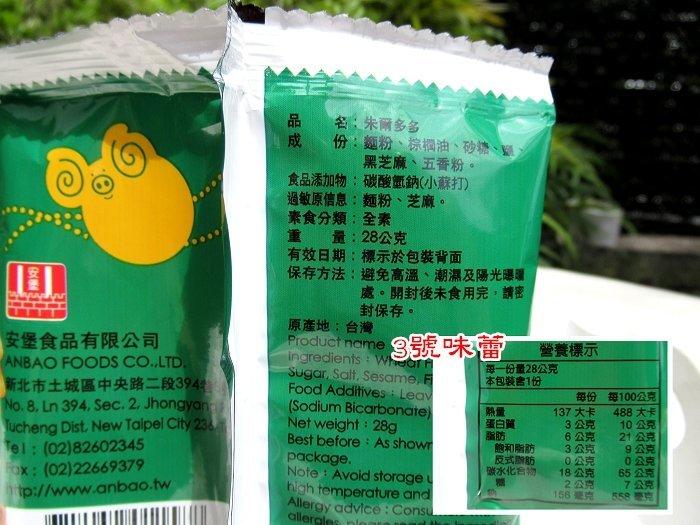 安堡
安堡食品有限公司
ANBAO FOODS CO.,LTD.
新北市土城區中央路二段394巷
No. 8, Ln 394, Sec. 2, Jhongyang
Tucheng Dist, New Taipei City 236
Tel : (02)82602345
Fax : (02)22669379
http://www.anbao.tw
品　　名：朱爾多多
成　　份：麵粉、棕櫚油、砂糖、鹽、
黑芝麻、五香粉。
食品添加物：碳酸氫鈉(小蘇打)
過敏原信息：麵粉、芝麻。
素食分類：全素
重　　量：28公克
有效日期：標示於包裝背面
保存方法：避免高溫、潮濕及陽光曝曬
處。開封後未食用完，請密
封保存。
原產地：台灣
Product name
Ingredients : Wheat F
Sugar, Salt, Sesame, F
Food Additives : Leav
(Sodium Bicarbonate)
Net weight : 28g
Best before : As shown
package.
Note : Avoid storage u
high temperature and
Allergy advice : Consu
allergies, please read the ingredi
3號味蕾
營養標示
每一份量28公克
本包裝含1份
每份　每100公克
熱量　137 大卡　488 大卡
蛋白質　3 公克　10 公克
脂肪　6 公克　21 公克
飽和脂肪　3 公克　9 公克
反式脂肪　0 公克　0 公克
碳水化合物　18 公克　65 公克
糖　2 公克　7 公克
鈉　156 毫克　558 毫克